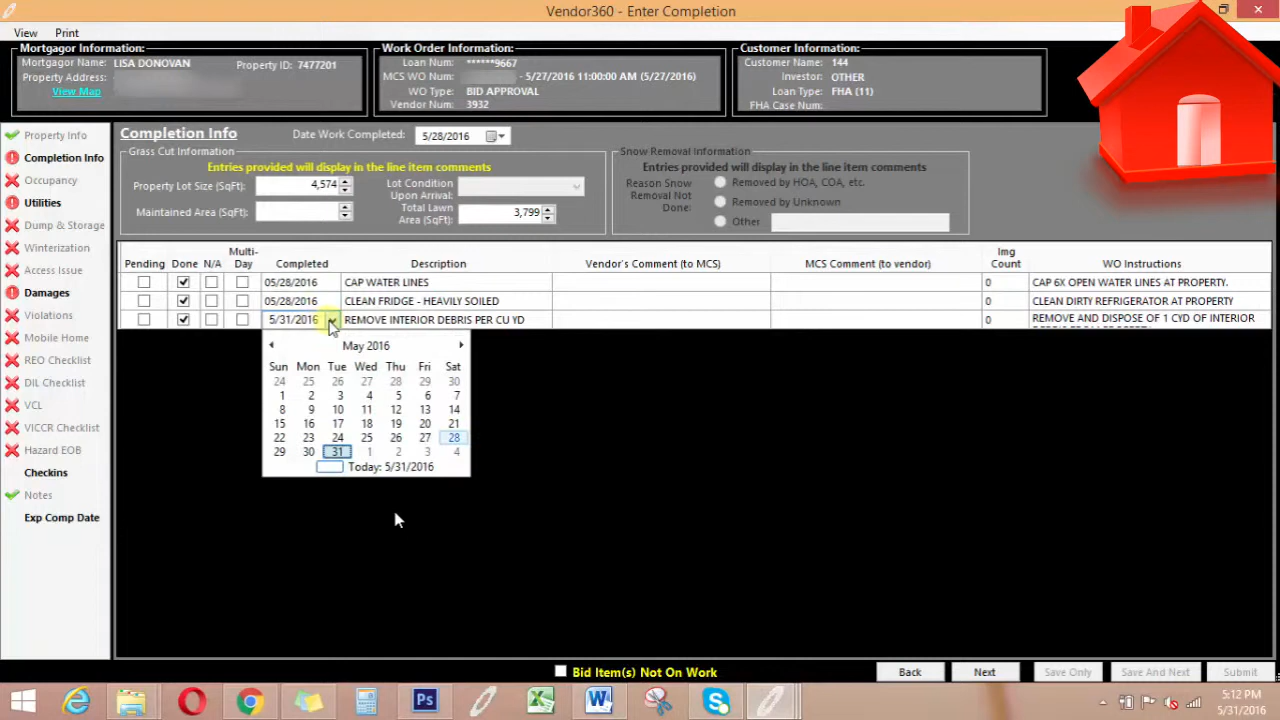 Vendor360 - Enter Completion
View Print
Mortgagor Information:
Mortgagor Name: LISA DONOVAN Property ID: 7477201
Property Address:
View Map
Work Order Information:
Loan Num: ******9667
MCS WO Num: - 5/27/2016 11:00:00 AM (5/27/2016)
WO Type: BID APPROVAL
Vendor Num: 3932
Customer Information:
Customer Name: 144
Investor: OTHER
Loan Type: FHA (11)
FHA Case Num:
Property Info
Completion Info
Occupancy
Utilities
Dump & Storage
Winterization
Access Issue
Damages
Violations
Mobile Home
REO Checklist
DIL Checklist
VCL
VICCR Checklist
Hazard EOB
Checkins
Notes
Exp Comp Date
Completion Info Date Work Completed: 5/28/2016
Grass Cut Information
Entries provided will display in the line item comments
Property Lot Size (SqFt): 4,574 Lot Condition Upon Arrival:
Maintained Area (SqFt): Total Lawn Area (SqFt): 3,799
Snow Removal Information
Entries provided will display in the line item comments
Reason Snow Removal Not Done: Removed by HOA, COA, etc.
Removed by Unknown
Other
Pending Done N/A Multi-Day Completed Description Vendor's Comment (to MCS) MCS Comment (to vendor) Img Count WO Instructions
05/28/2016 CAP WATER LINES 0 CAP 6X OPEN WATER LINES AT PROPERTY.
05/28/2016 CLEAN FRIDGE - HEAVILY SOILED 0 CLEAN DIRTY REFRIGERATOR AT PROPERTY
5/31/2016 REMOVE INTERIOR DEBRIS PER CU YD 0 REMOVE AND DISPOSE OF 1 CYD OF INTERIOR
May 2016
Sun Mon Tue Wed Thu Fri Sat
24 25 26 27 28 29 30
1 2 3 4 5 6 7
8 9 10 11 12 13 14
15 16 17 18 19 20 21
22 23 24 25 26 27 28
29 30 31 1 2 3 4
Today: 5/31/2016
Bid Item(s) Not On Work
Back Next Save Only Save And Next Submit
Ps
5:12 PM
5/31/2016